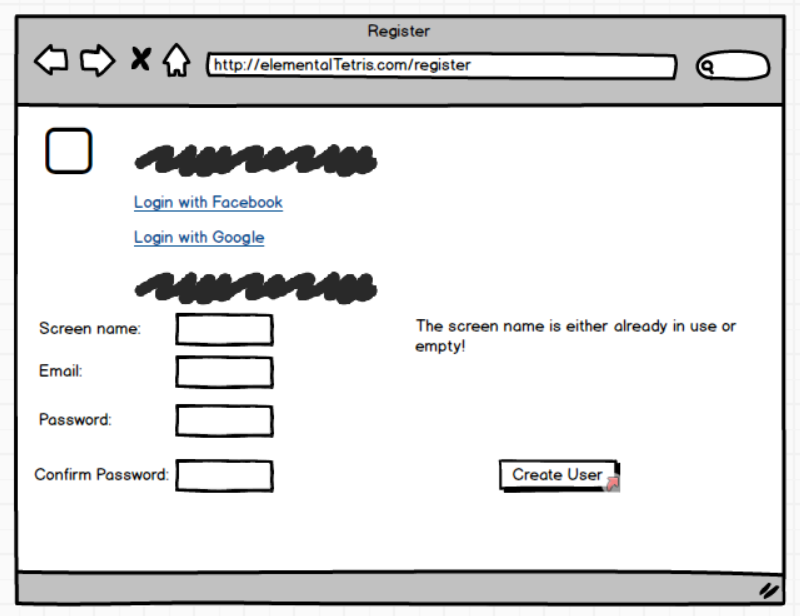 Register
http://elementalTetris.com/register
Login with Facebook
Login with Google
Screen name:
The screen name is either already in use or
empty!
Email:
Password:
Confirm Password:
Create User